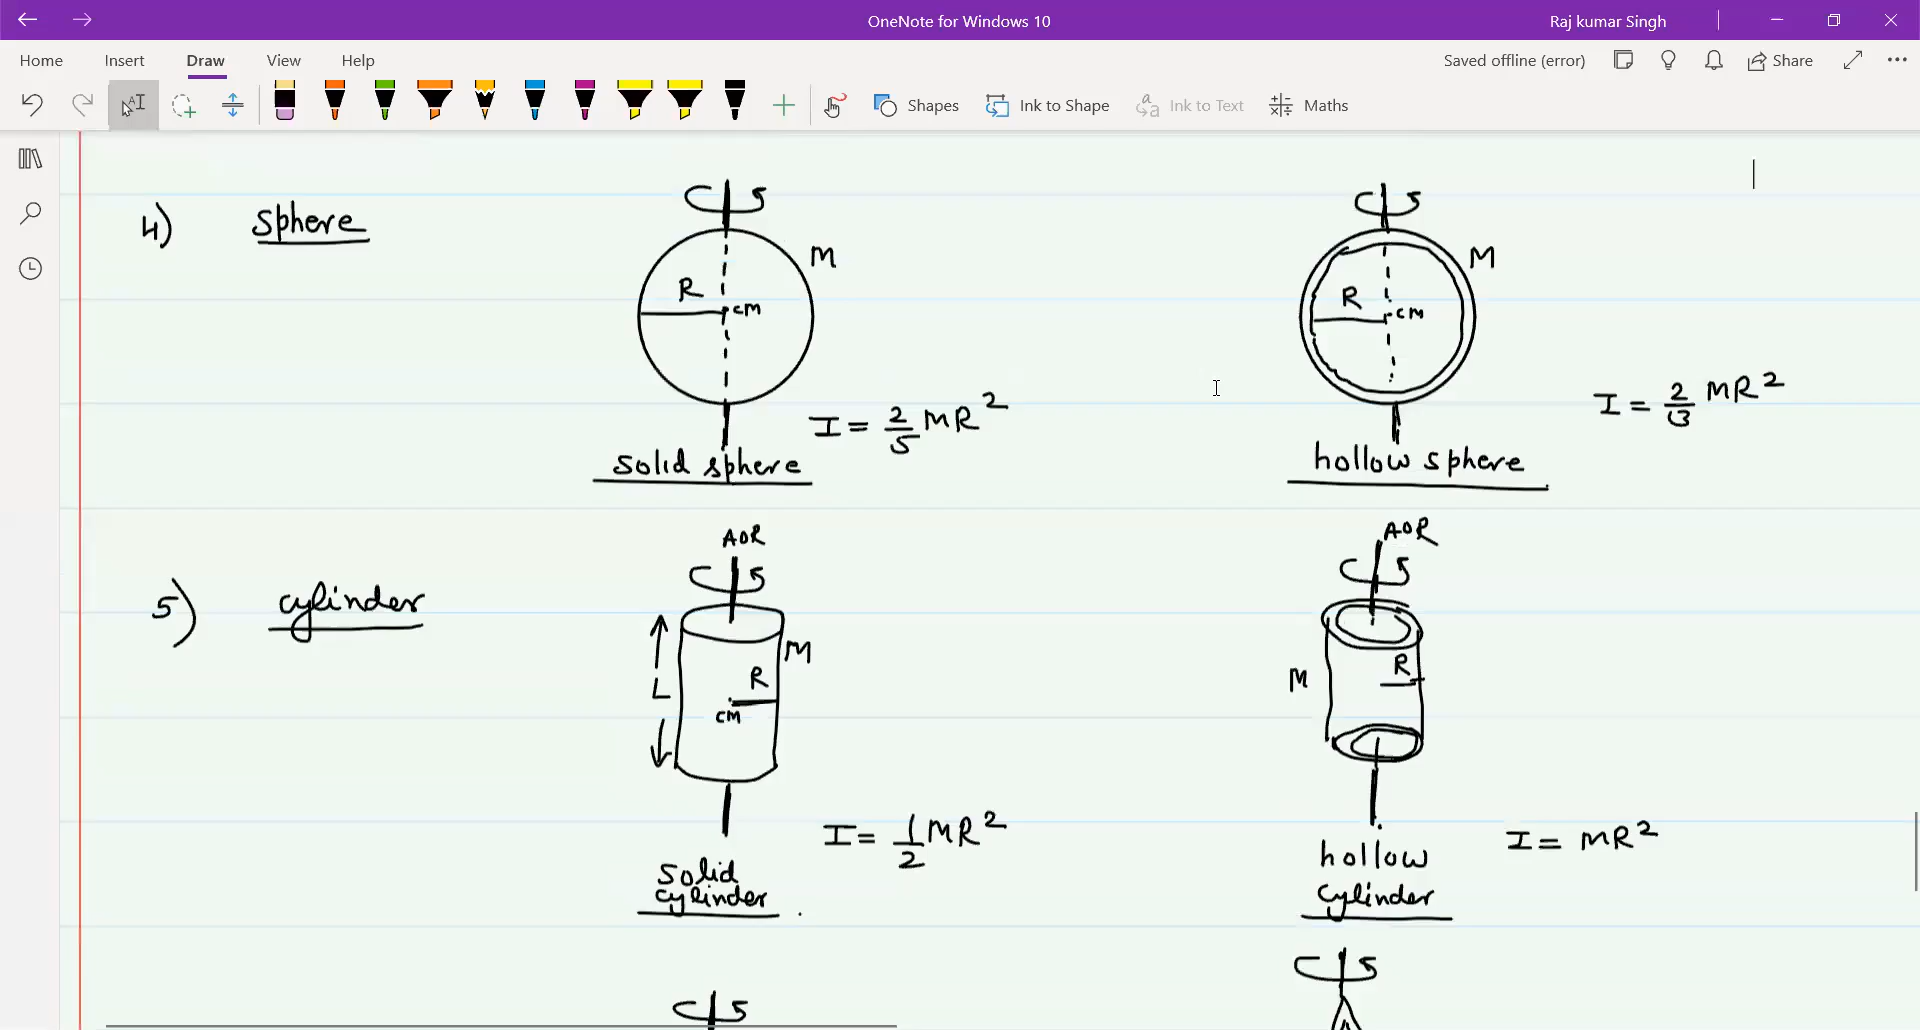 OneNote for Windows 10
Raj kumar Singh
Home Insert Draw View Help
Saved offline (error)
Share
Shapes
Ink to Shape
Ink to Text
Maths
4) sphere
M
R
CM
I = 2/5 MR²
solid sphere
M
R
CM
I = 2/3 MR²
hollow sphere
5) cylinder
AOR
L
M
R
CM
I = 1/2 MR²
solid
cylinder
AOR
M
R
I = MR²
hollow
cylinder